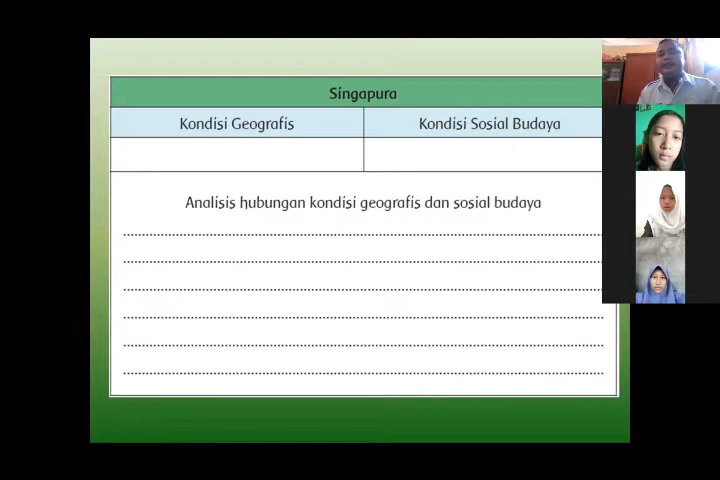 Singapura
Kondisi Geografis
Kondisi Sosial Budaya
Analisis hubungan kondisi geografis dan sosial budaya